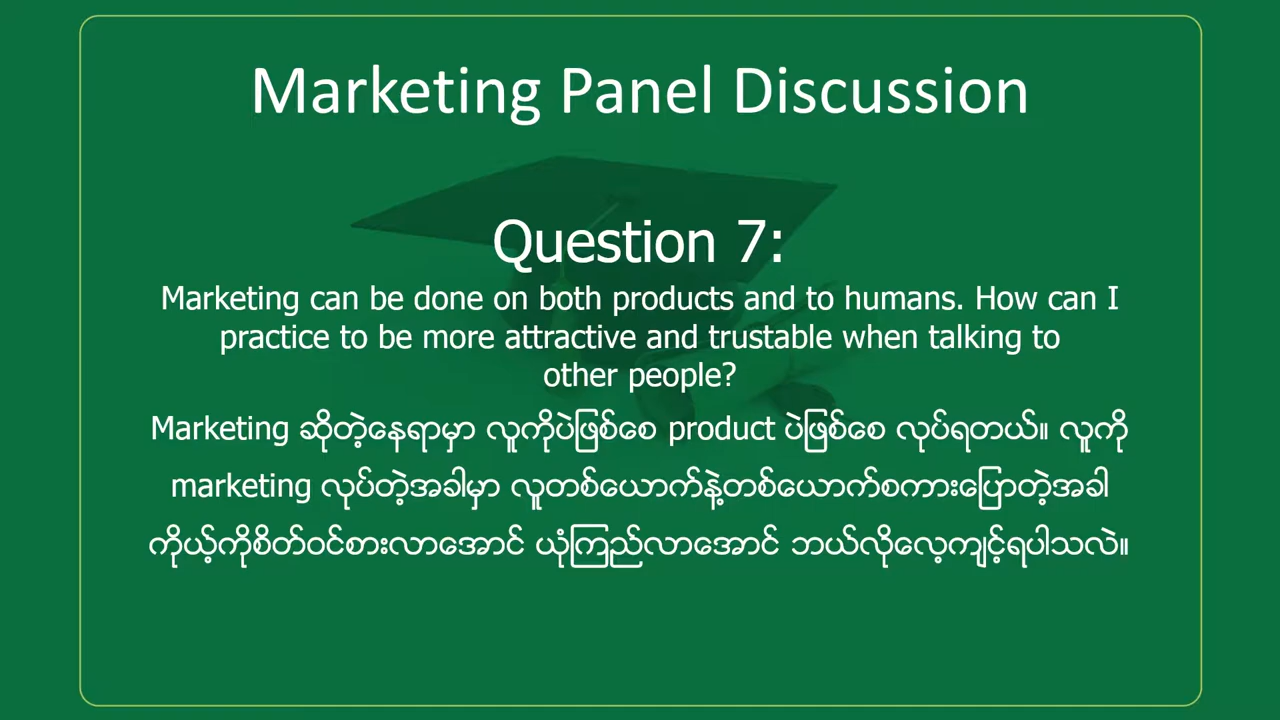 Marketing Panel Discussion
Question 7:
Marketing can be done on both products and to humans. How can I
practice to be more attractive and trustable when talking to
other people?
Marketing ဆိုတဲ့နေရာမှာ လူကိုပဲဖြစ်စေ product ပဲဖြစ်စေ လုပ်ရတယ်။ လူကို
marketing လုပ်တဲ့အခါမှာ လူတစ်ယောက်နဲ့တစ်ယောက်စကားပြောတဲ့အခါ
ကိုယ့်ကိုစိတ်ဝင်စားလာအောင် ယုံကြည်လာအောင် ဘယ်လိုလေ့ကျင့်ရပါသလဲ။